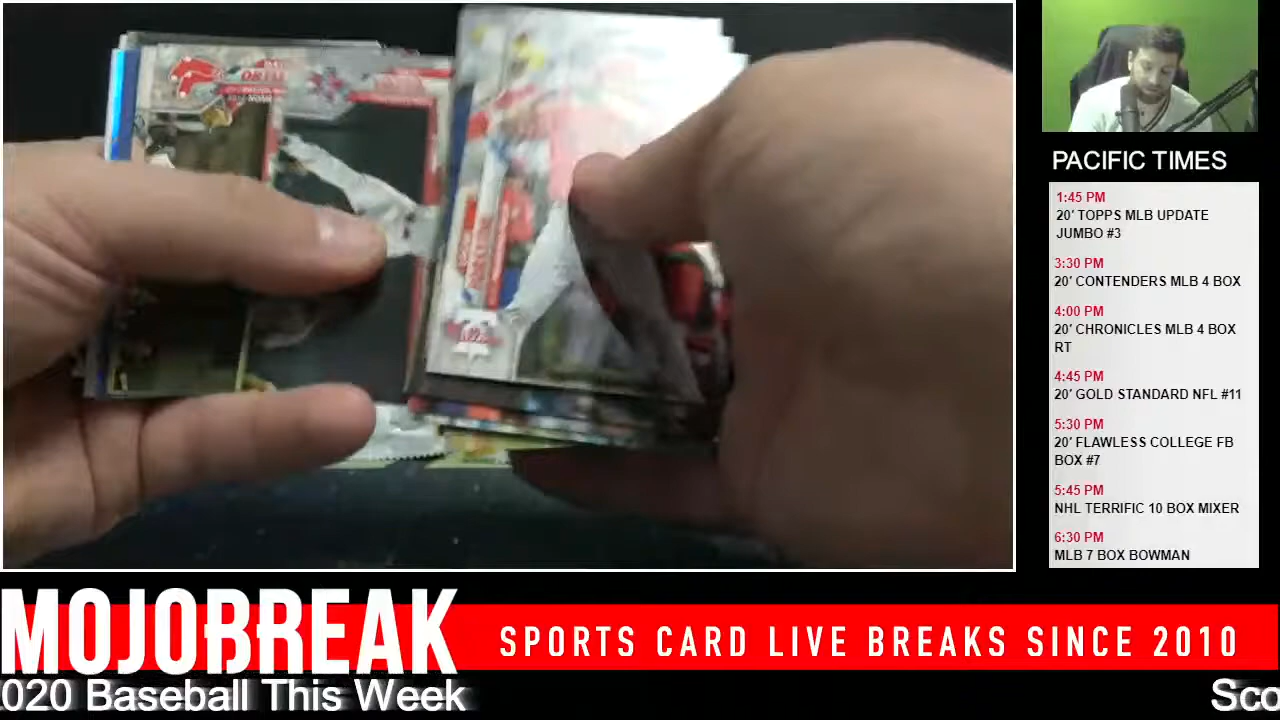 PACIFIC TIMES
1:45 PM
20' TOPPS MLB UPDATE
JUMBO #3
3:30 PM
20' CONTENDERS MLB 4 BOX
4:00 PM
20' CHRONICLES MLB 4 BOX
RT
4:45 PM
20' GOLD STANDARD NFL #11
5:30 PM
20' FLAWLESS COLLEGE FB
BOX #7
5:45 PM
NHL TERRIFIC 10 BOX MIXER
6:30 PM
MLB 7 BOX BOWMAN
MOJOBREAK
SPORTS CARD LIVE BREAKS SINCE 2010
020 Baseball This Week
Sco